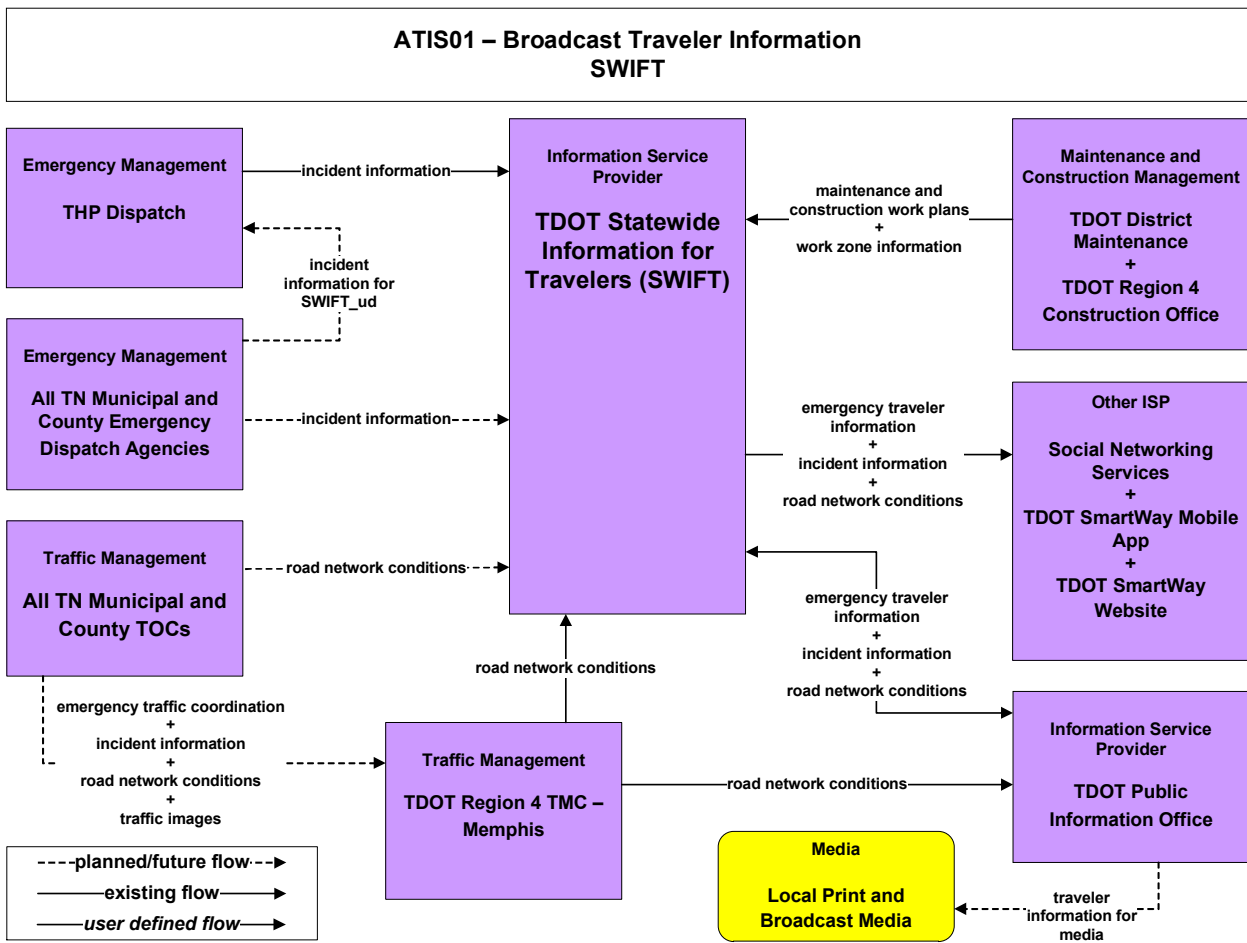 ATIS01 – Broadcast Traveler Information
SWIFT
Emergency Management
THP Dispatch
incident information
Information Service
Provider
TDOT Statewide
Information for
Travelers (SWIFT)
maintenance and
construction work plans
+
work zone information
Maintenance and
Construction Management
TDOT District
Maintenance
+
TDOT Region 4
Construction Office
incident
information for
SWIFT_ud
Emergency Management
All TN Municipal and
County Emergency
Dispatch Agencies
incident information
emergency traveler
information
+
incident information
+
road network conditions
Other ISP
Social Networking
Services
+
TDOT SmartWay Mobile
App
+
TDOT SmartWay
Website
Traffic Management
All TN Municipal and
County TOCs
road network conditions
emergency traveler
information
+
incident information
+
road network conditions
road network conditions
emergency traffic coordination
+
incident information
+
road network conditions
+
traffic images
Traffic Management
TDOT Region 4 TMC –
Memphis
road network conditions
Information Service
Provider
TDOT Public
Information Office
Media
Local Print and
Broadcast Media
traveler
information for
media
planned/future flow
existing flow
user defined flow